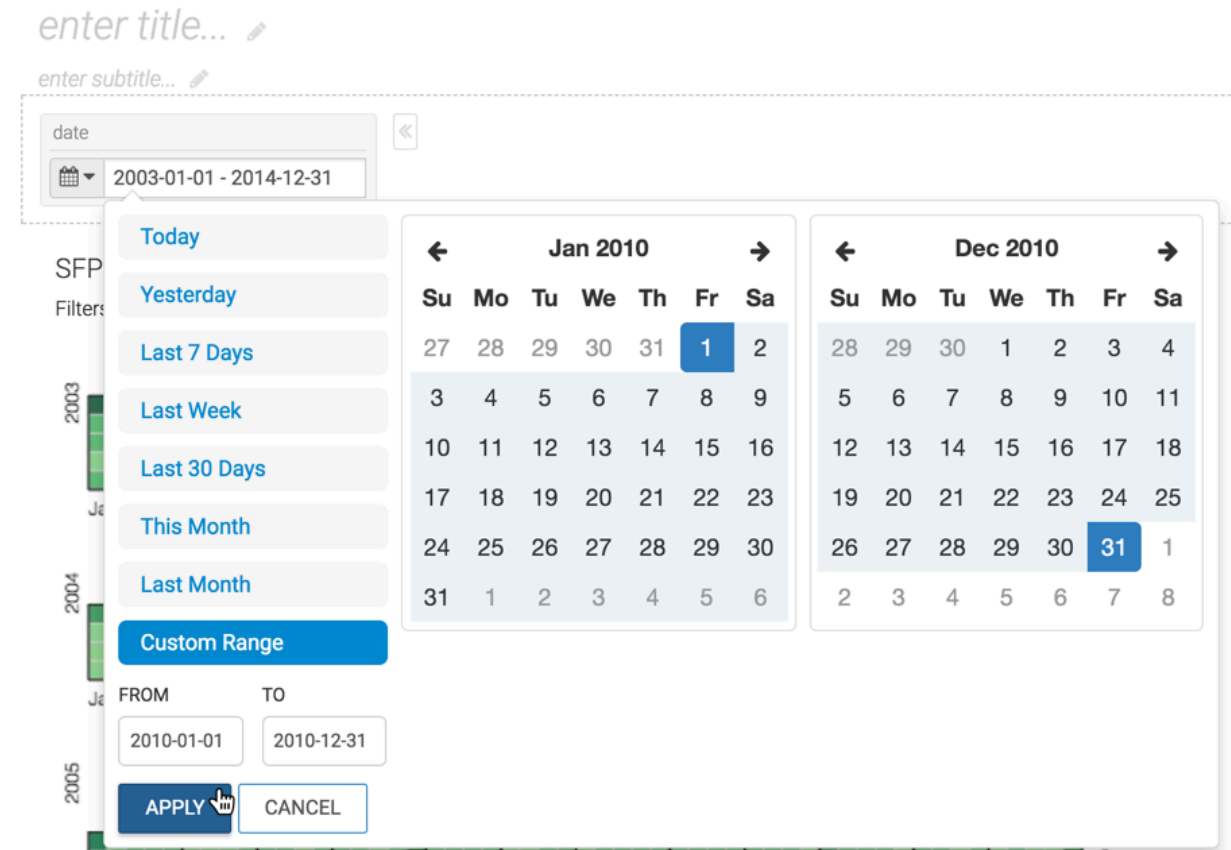 enter title...
enter subtitle...
date
2003-01-01 - 2014-12-31
SFP
Filters
2003
Ja
2004
Ja
2005
Today
Yesterday
Last 7 Days
Last Week
Last 30 Days
This Month
Last Month
Custom Range
FROM TO
2010-01-01 2010-12-31
APPLY CANCEL
Jan 2010
Su Mo Tu We Th Fr Sa
27 28 29 30 31 1 2
3 4 5 6 7 8 9
10 11 12 13 14 15 16
17 18 19 20 21 22 23
24 25 26 27 28 29 30
31 1 2 3 4 5 6
Dec 2010
Su Mo Tu We Th Fr Sa
28 29 30 1 2 3 4
5 6 7 8 9 10 11
12 13 14 15 16 17 18
19 20 21 22 23 24 25
26 27 28 29 30 31 1
2 3 4 5 6 7 8